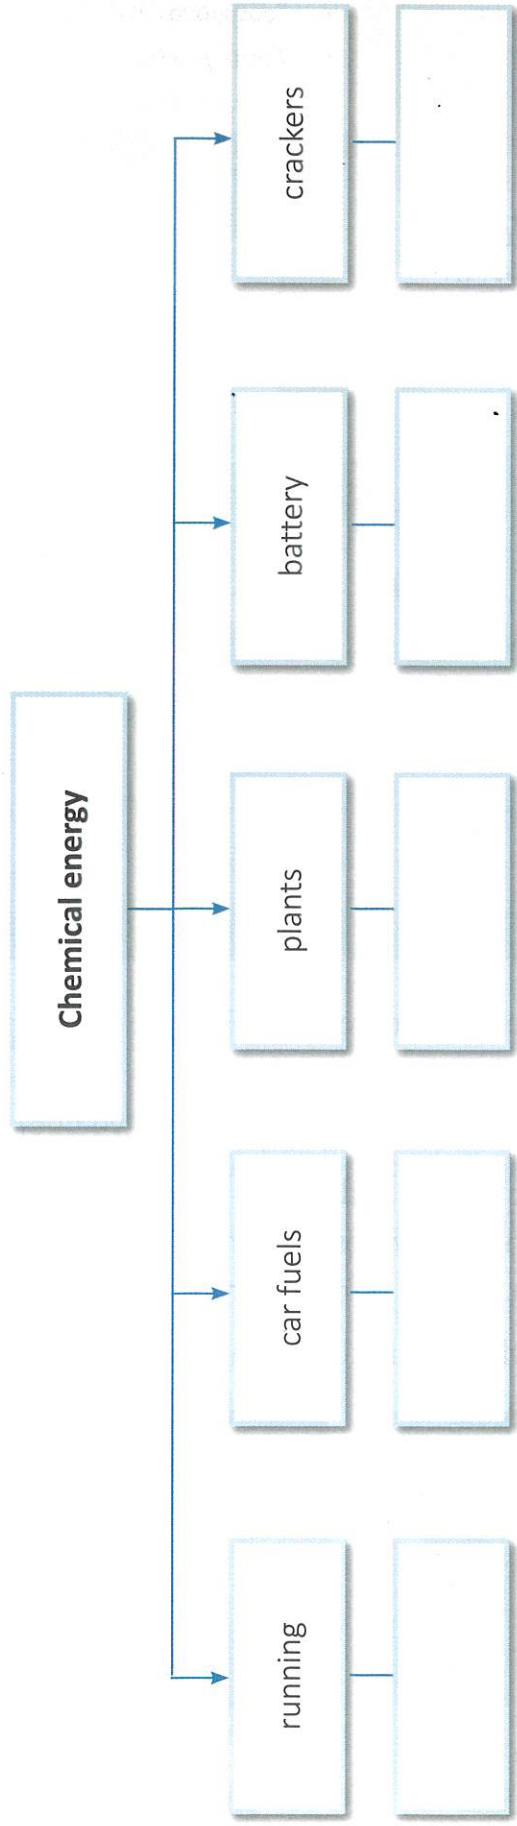 Chemical energy
running
car fuels
plants
battery
crackers